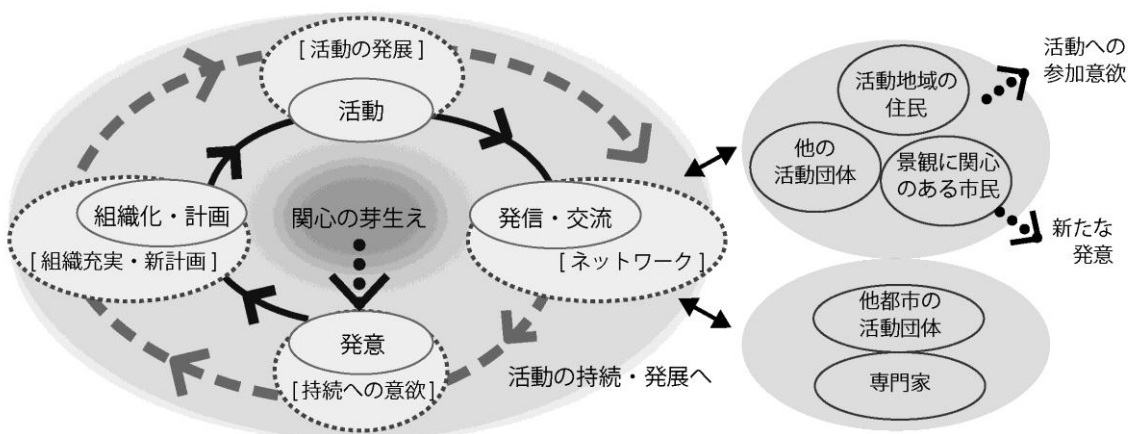 [活動の発展]
活動
組織化・計画
[組織充実・新計画]
関心の芽生え
発信・交流
[ネットワーク]
発意
[持続への意欲]
活動の持続・発展へ
活動地域の
住民
他の
活動団体
景観に関心
のある市民
活動への
参加意欲
新たな
発意
他都市の
活動団体
専門家